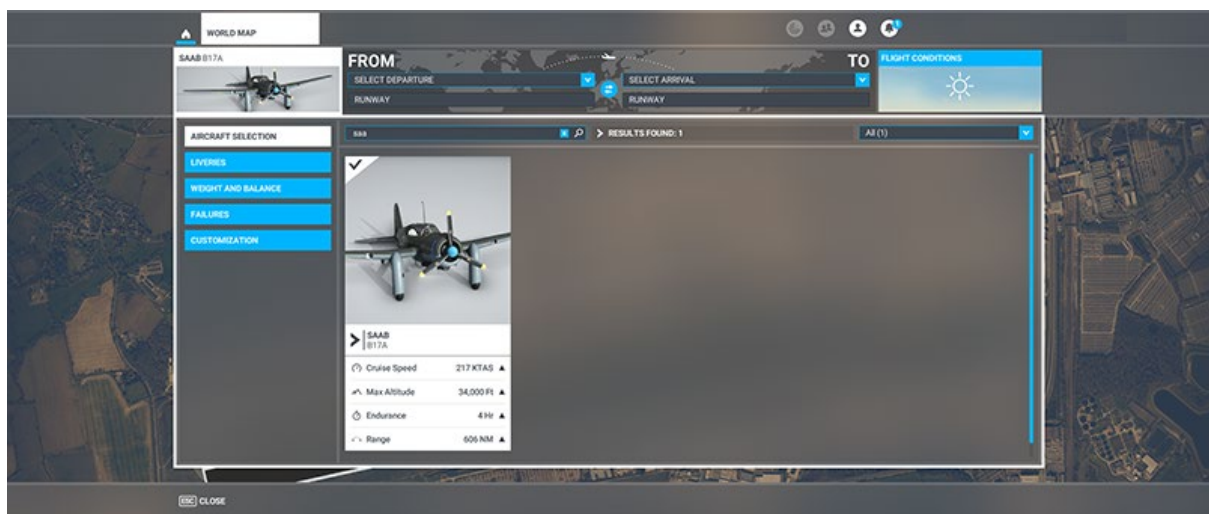 WORLD MAP
SAAB B17A
FROM
TO
SELECT DEPARTURE
SELECT ARRIVAL
RUNWAY
RUNWAY
FLIGHT CONDITIONS
AIRCRAFT SELECTION
LIVERIES
WEIGHT AND BALANCE
FAILURES
CUSTOMIZATION
saa
RESULTS FOUND: 1
All (1)
SAAB
B17A
Cruise Speed 217 KTAS
Max Altitude 34,000 Ft
Endurance 4 Hr
Range 606 NM
ESC CLOSE